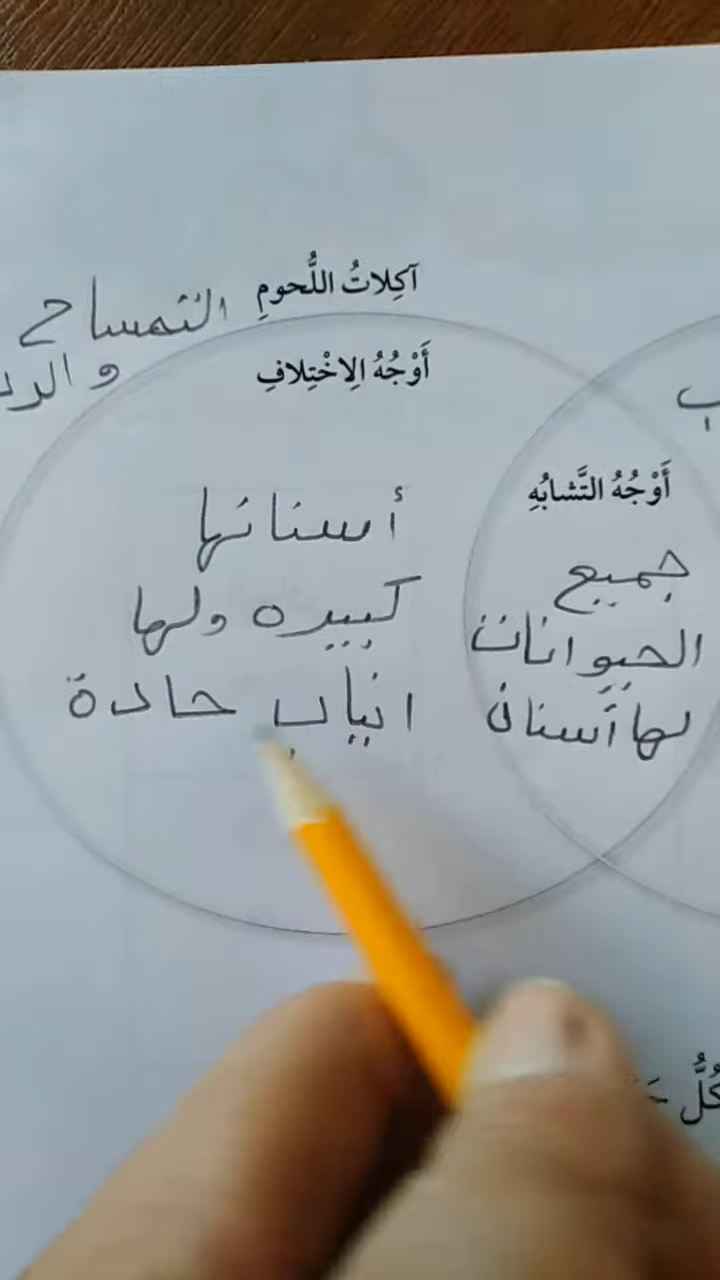 آكِلاتُ اللُّحومِ
التمساح
أَوْجُهُ الِاخْتِلافِ
أسنانها
كبيره ولها
انياب حادة
أَوْجُهُ التَّشابُهِ
جميع
الحيوانات
لها أسنان
كُلُّ